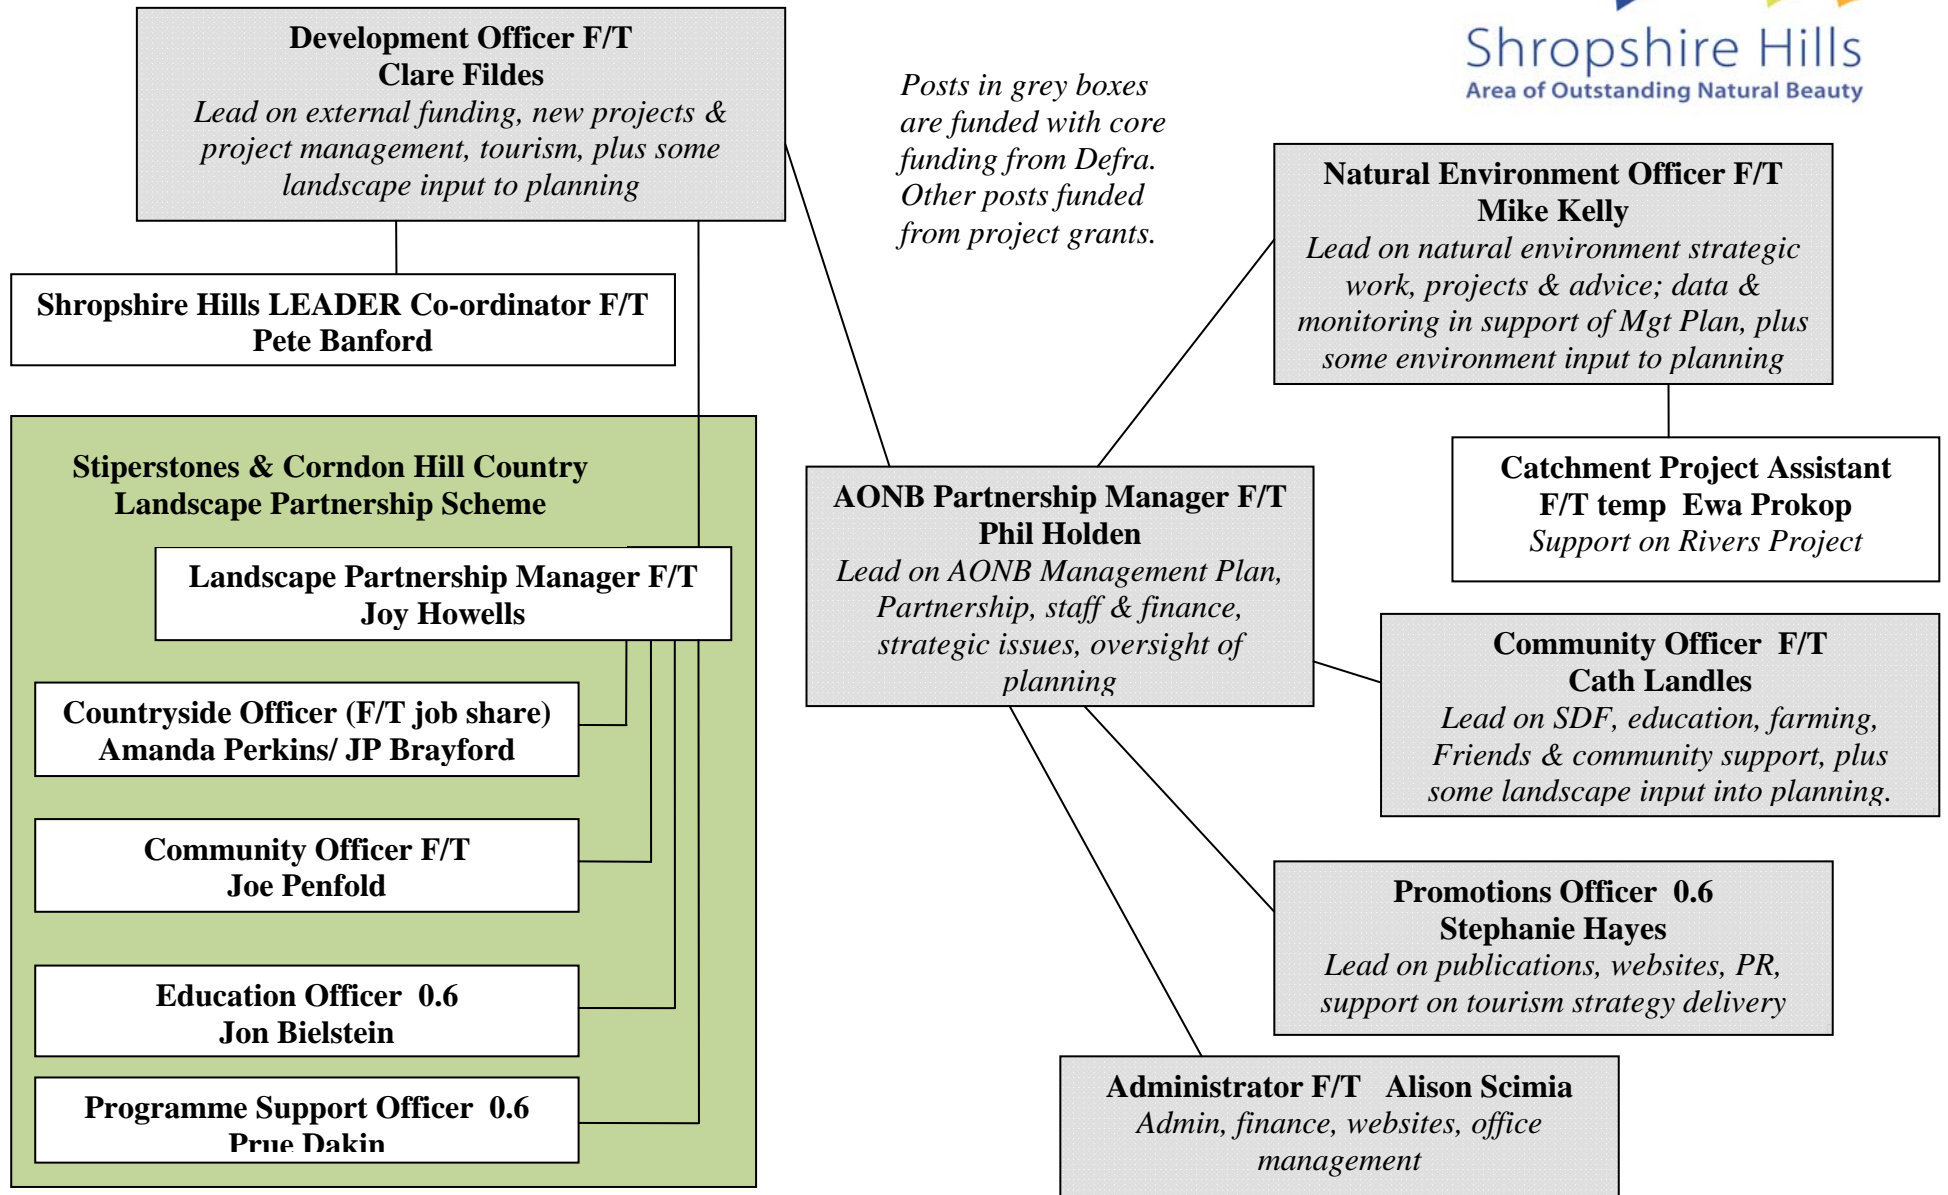 Development Officer F/T
Clare Fildes
Lead on external funding, new projects &
project management, tourism, plus some
landscape input to planning
Posts in grey boxes
are funded with core
funding from Defra.
Other posts funded
from project grants.
Shropshire Hills
Area of Outstanding Natural Beauty
Natural Environment Officer F/T
Mike Kelly
Lead on natural environment strategic
work, projects & advice; data &
monitoring in support of Mgt Plan, plus
some environment input to planning
Shropshire Hills LEADER Co-ordinator F/T
Pete Banford
Stiperstones & Corndon Hill Country
Landscape Partnership Scheme
Landscape Partnership Manager F/T
Joy Howells
Countryside Officer (F/T job share)
Amanda Perkins/ JP Brayford
Community Officer F/T
Joe Penfold
Education Officer 0.6
Jon Bielstein
Programme Support Officer 0.6
Prue Dakin
AONB Partnership Manager F/T
Phil Holden
Lead on AONB Management Plan,
Partnership, staff & finance,
strategic issues, oversight of
planning
Catchment Project Assistant
F/T temp Ewa Prokop
Support on Rivers Project
Community Officer F/T
Cath Landles
Lead on SDF, education, farming,
Friends & community support, plus
some landscape input into planning.
Promotions Officer 0.6
Stephanie Hayes
Lead on publications, websites, PR,
support on tourism strategy delivery
Administrator F/T Alison Scimia
Admin, finance, websites, office
management